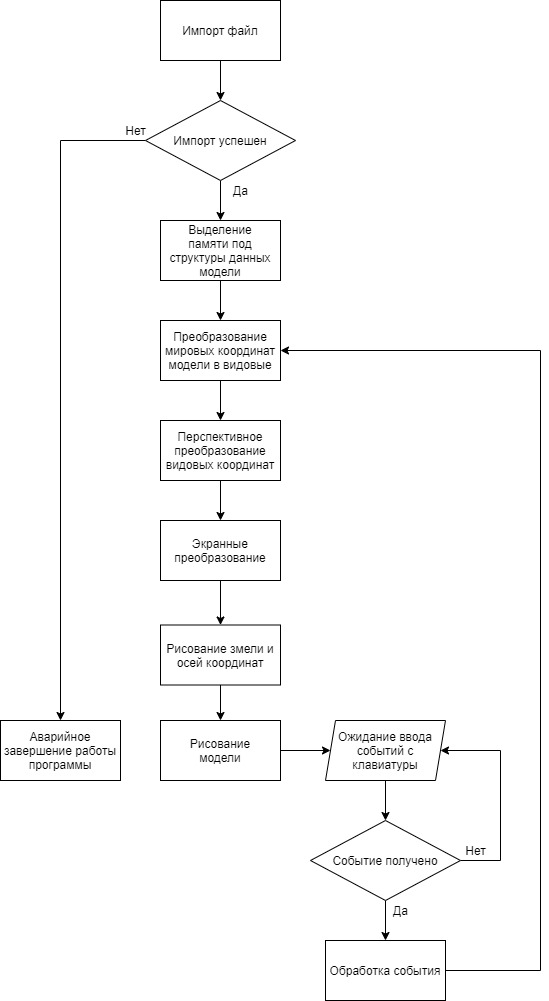 Импорт файл
Импорт успешен
Нет
Да
Выделение
памяти под
структуры данных
модели
Преобразование
мировых координат
модели в видовые
Перспективное
преобразование
видовых координат
Экранные
преобразование
Рисование змели и
осей координат
Аварийное
завершение работы
программы
Рисование
модели
Ожидание ввода
событий с
клавиатуры
Событие получено
Нет
Да
Обработка события